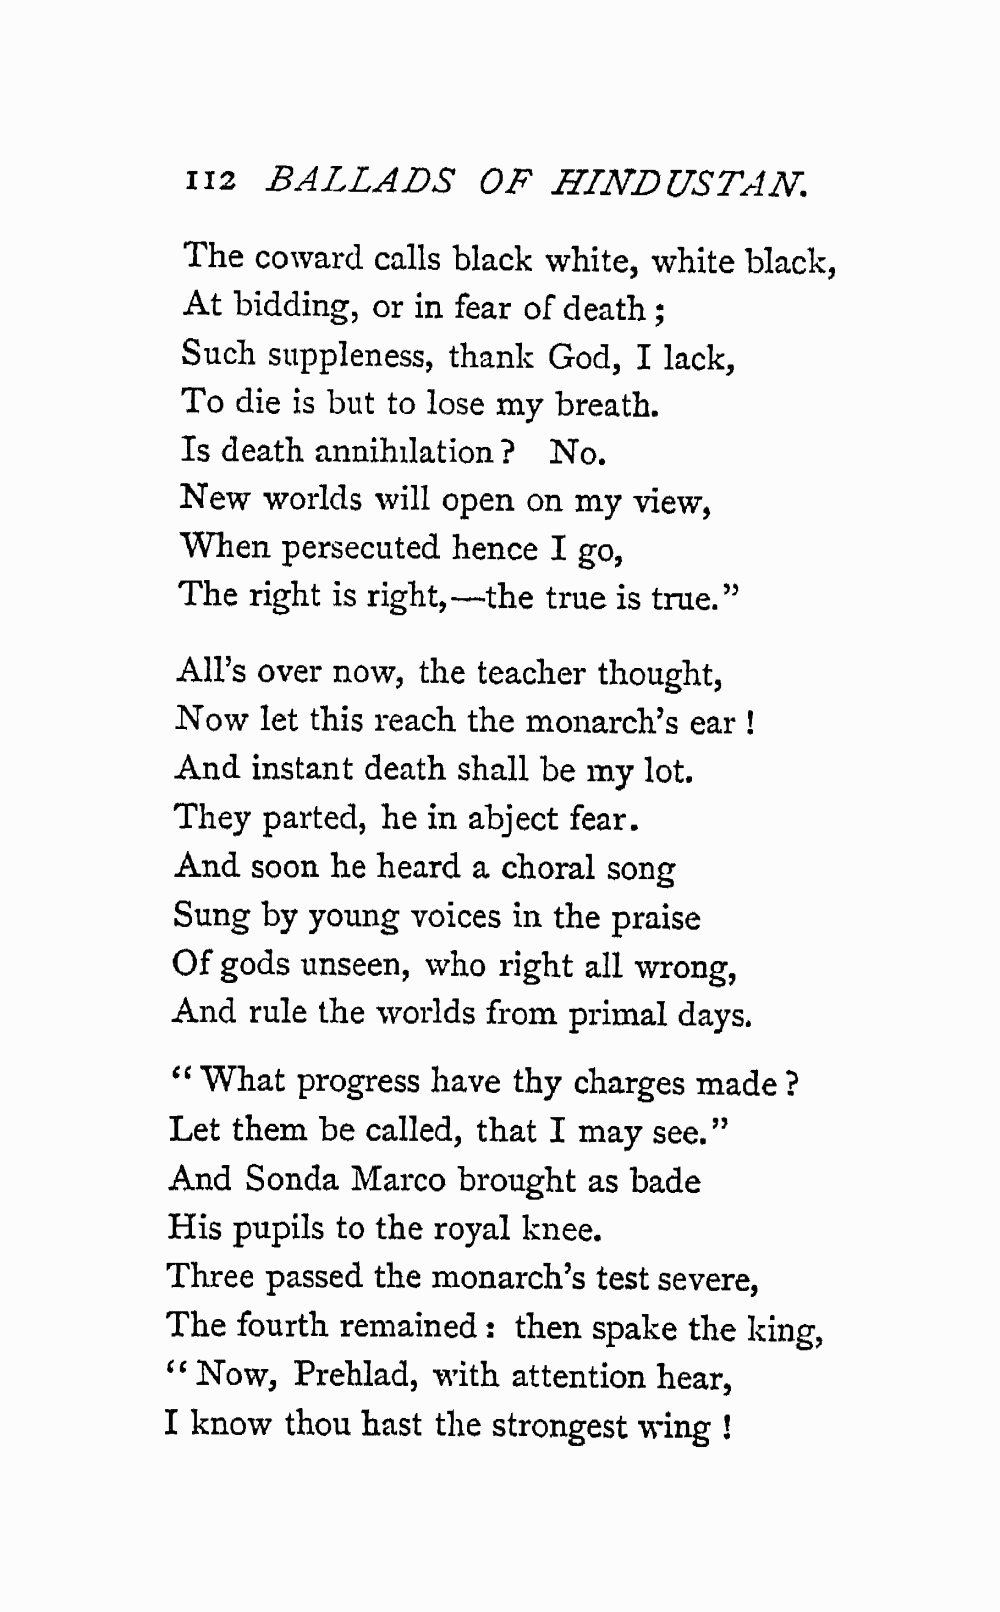 112 BALLADS OF HINDUSTAN.
The coward calls black white, white black,
At bidding, or in fear of death ;
Such suppleness, thank God, I lack,
To die is but to lose my breath.
Is death annihilation ? No.
New worlds will open on my view,
When persecuted hence I go,
The right is right,—the true is true.”
All’s over now, the teacher thought,
Now let this reach the monarch’s ear !
And instant death shall be my lot.
They parted, he in abject fear.
And soon he heard a choral song
Sung by young voices in the praise
Of gods unseen, who right all wrong,
And rule the worlds from primal days.
“ What progress have thy charges made ?
Let them be called, that I may see.”
And Sonda Marco brought as bade
His pupils to the royal knee.
Three passed the monarch’s test severe,
The fourth remained : then spake the king,
“ Now, Prehlad, with attention hear,
I know thou hast the strongest wing !